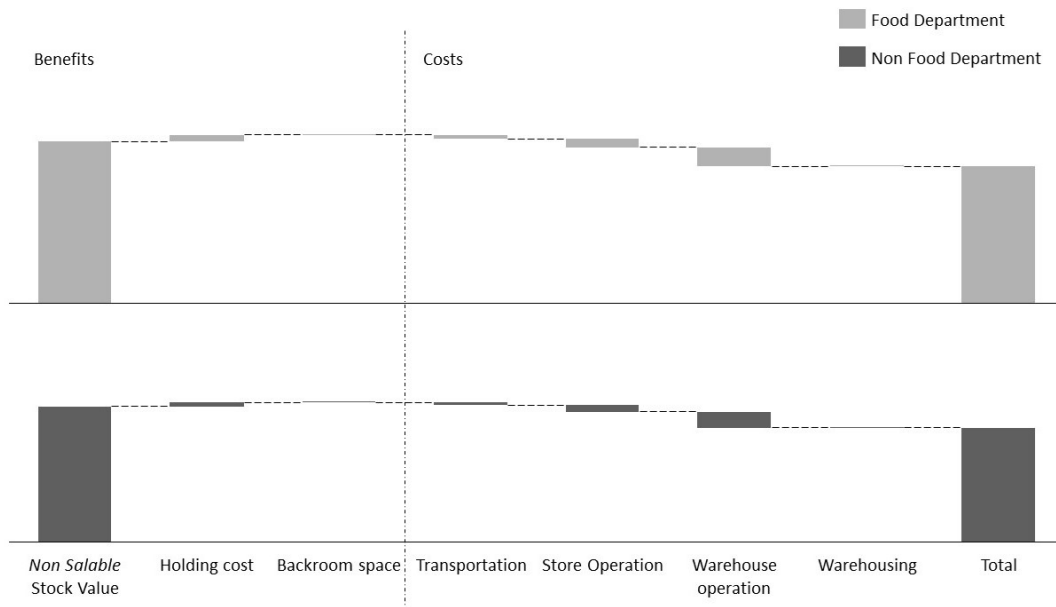 Food Department
Benefits
Costs
Non Food Department
Non Salable
Stock Value
Holding cost
Backroom space
Transportation
Store Operation
Warehouse
operation
Warehousing
Total